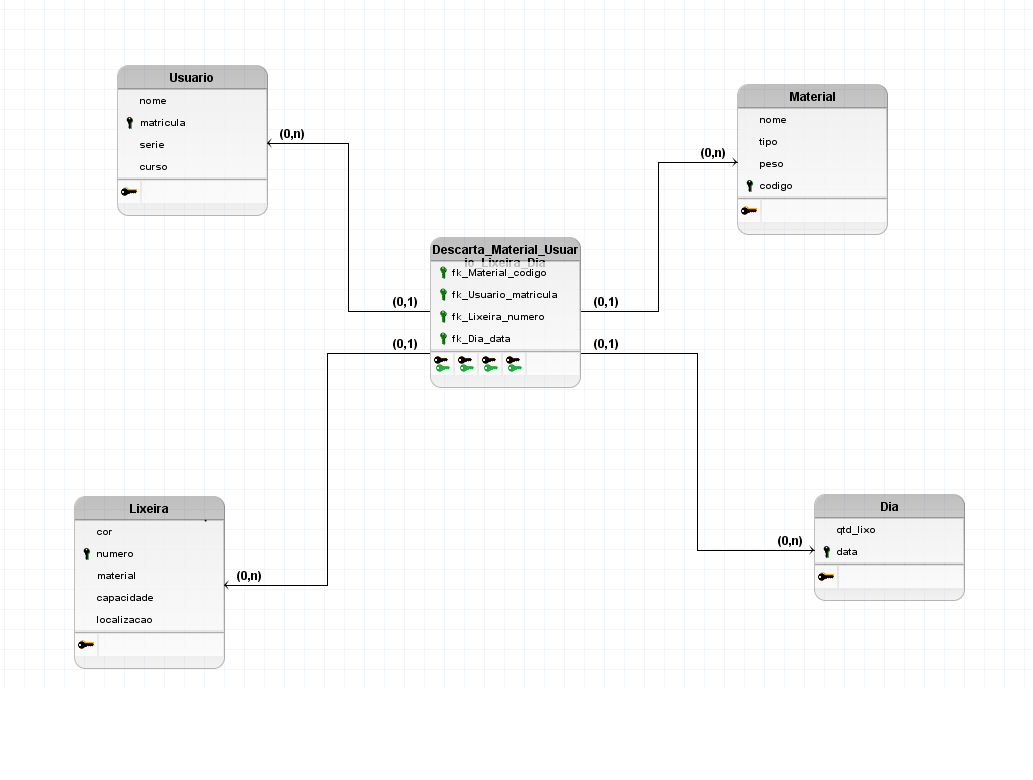 Usuario
nome
matricula
serie
curso
(0,n)
Material
nome
tipo
peso
codigo
(0,n)
Descarta_Material_Usuar
io_Lixeira_Dia
fk_Material_codigo
fk_Usuario_matricula
fk_Lixeira_numero
fk_Dia_data
(0,1)
(0,1)
(0,1)
(0,1)
Lixeira
cor
numero
material
capacidade
localizacao
(0,n)
Dia
qtd_lixo
data
(0,n)